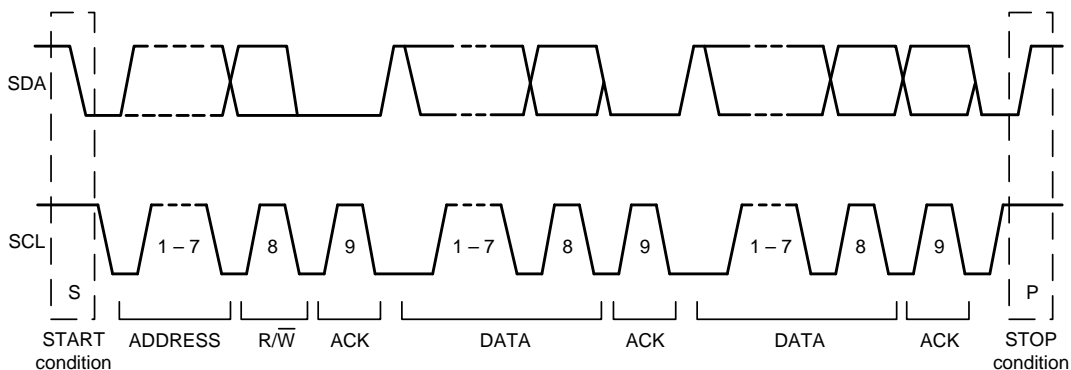 SDA
SCL
1 – 7 8 9 1 – 7 8 9 1 – 7 8 9
S P
START condition
ADDRESS R/W̅ ACK DATA ACK DATA ACK
STOP condition